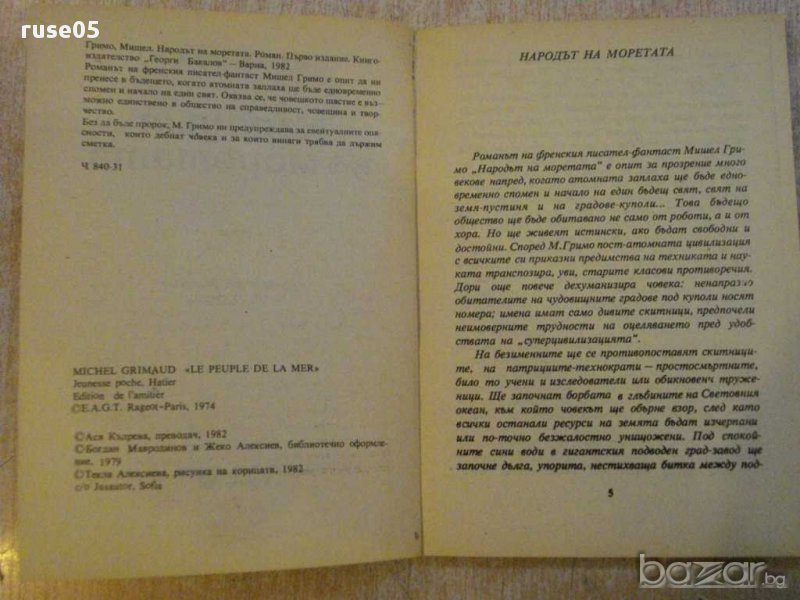 ruse05
Гримо, Мишел. Народът на моретата. Роман. Първо издание. Книго-
издателство „Георги Бакалов" — Варна, 1982
Романът на френския писател-фантаст Мишел Гримо е опит да ни
пренесе в бъдещето, когато атомната заплаха ще бъде едновременно
спомен и начало на един свят. Оказва се, че човешкото щастие е въз-
можно единствено в общество на справедливост, човещина и твор-
чество.
Без да бъде пророк, М. Гримо ни предупреждава за евентуалните опа-
сности, които дебнат човека и за които винаги трябва да държим
сметка.
Ч 840-31
MICHEL GRIMAUD «LE PEUPLE DE LA MER»
Jeunesse poche, Hatier
Edition de l'amitiér
©E.A.G.T. Rageot-Paris, 1974
©Ася Къдрева, преводач, 1982
©Богдан Мавродинов и Жеко Алексиев, библиотечно оформле-
ние. 1979
©Текла Алексиева, рисунка на корицата, 1982
c/o Jusautor, Sofia
НАРОДЪТ НА МОРЕТАТА
Романът на френския писател-фантаст Мишел Гри-
мо „Народът на моретата" е опит за прозрение много
векове напред, когато атомната заплаха ще бъде едно-
временно спомен и начало на един бъдещ свят, свят на
земя-пустиня и на градове-куполи... Това бъдещо
общество ще бъде обитавано не само от роботи, а и от
хора. Но ще живеят истински, ако бъдат свободни и
достойни. Според М.Гримо пост-атомната цивилизация
с всичките си приказни предимства на техниката и нау-
ката транспозира, уви, старите класови противоречия.
Дори още повече дехуманизира човека: ненапразно
обитателите на чудовищните градове под куполи носят
номера; имена имат само дивите скитници, предпочели
неимоверните трудности на оцеляването пред удоб-
ствата на „суперцивилизацията".
На безименните ще се противопоставят скитници-
те, на патрициите-технократи — простосмъртните,
било то учени и изследователи или обикновени труже-
ници. Ще започнат борбата в глъбините на Световния
океан, към който човекът ще обърне взор, след като
всички останали ресурси на земята бъдат изчерпани
или по-точно безжалостно унищожени. Под спокой-
ните сини води в гигантския подводен град-завод ще
започне дълга, упорита, нестихваща битка между под-
5
bazar.bg